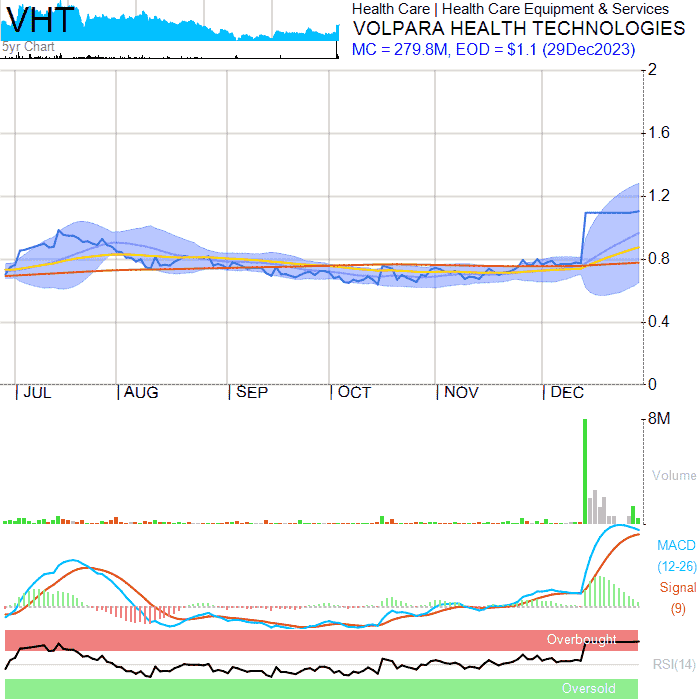 VHT
5yr Chart
Health Care | Health Care Equipment & Services
VOLPARA HEALTH TECHNOLOGIES
MC = 279.8M, EOD = $1.1 (29Dec2023)
2
1.6
1.2
0.8
0.4
0
JUL
AUG
SEP
OCT
NOV
DEC
8M
Volume
MACD
(12-26)
Signal
(9)
Overbought
RSI(14)
Oversold